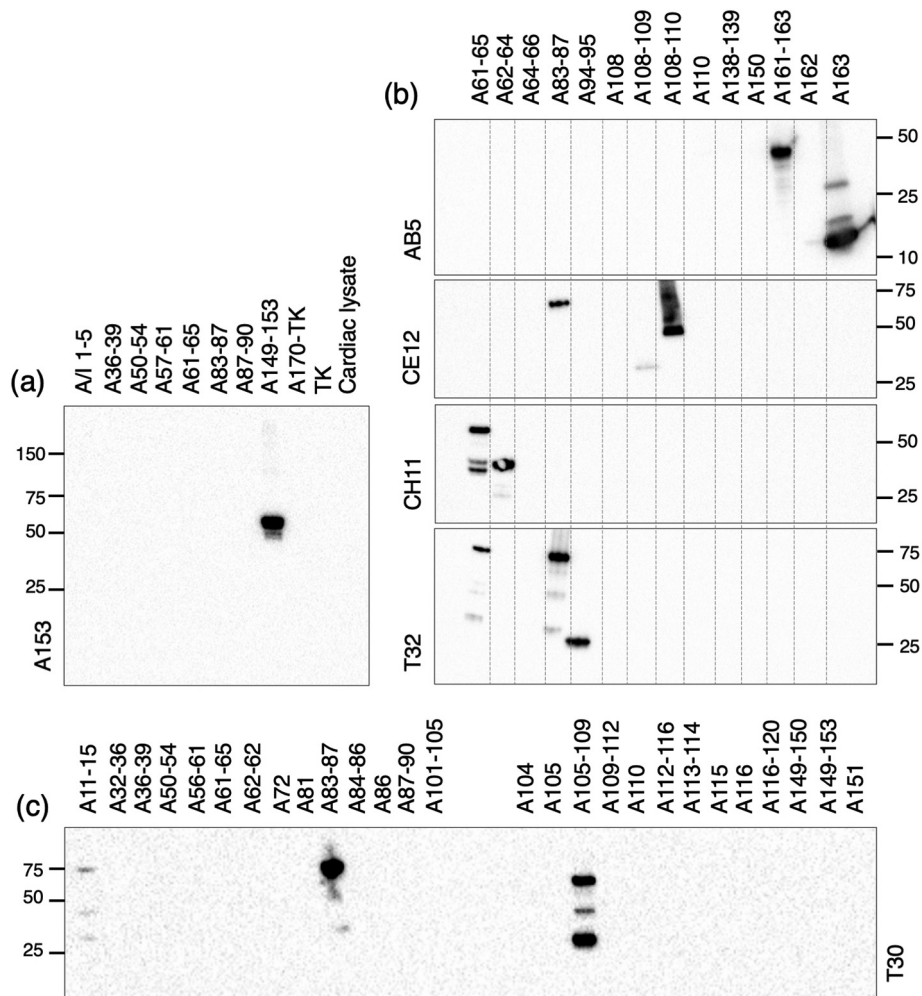 (a)
A/I 1-5
A36-39
A50-54
A57-61
A61-65
A83-87
A87-90
A149-153
A170-TK
TK
Cardiac lysate
150
75
50
25
A153
(b)
A61-65
A62-64
A64-66
A83-87
A94-95
A108
A108-109
A108-110
A110
A138-139
A150
A161-163
A162
A163
AB5
50
25
10
CE12
75
50
25
CH11
50
25
T32
75
50
25
(c)
A11-15
A32-36
A36-39
A50-54
A56-61
A61-65
A62-62
A72
A81
A83-87
A84-86
A86
A87-90
A101-105
A104
A105
A105-109
A109-112
A110
A112-116
A113-114
A115
A116
A116-120
A149-150
A149-153
A151
75
50
25
T30